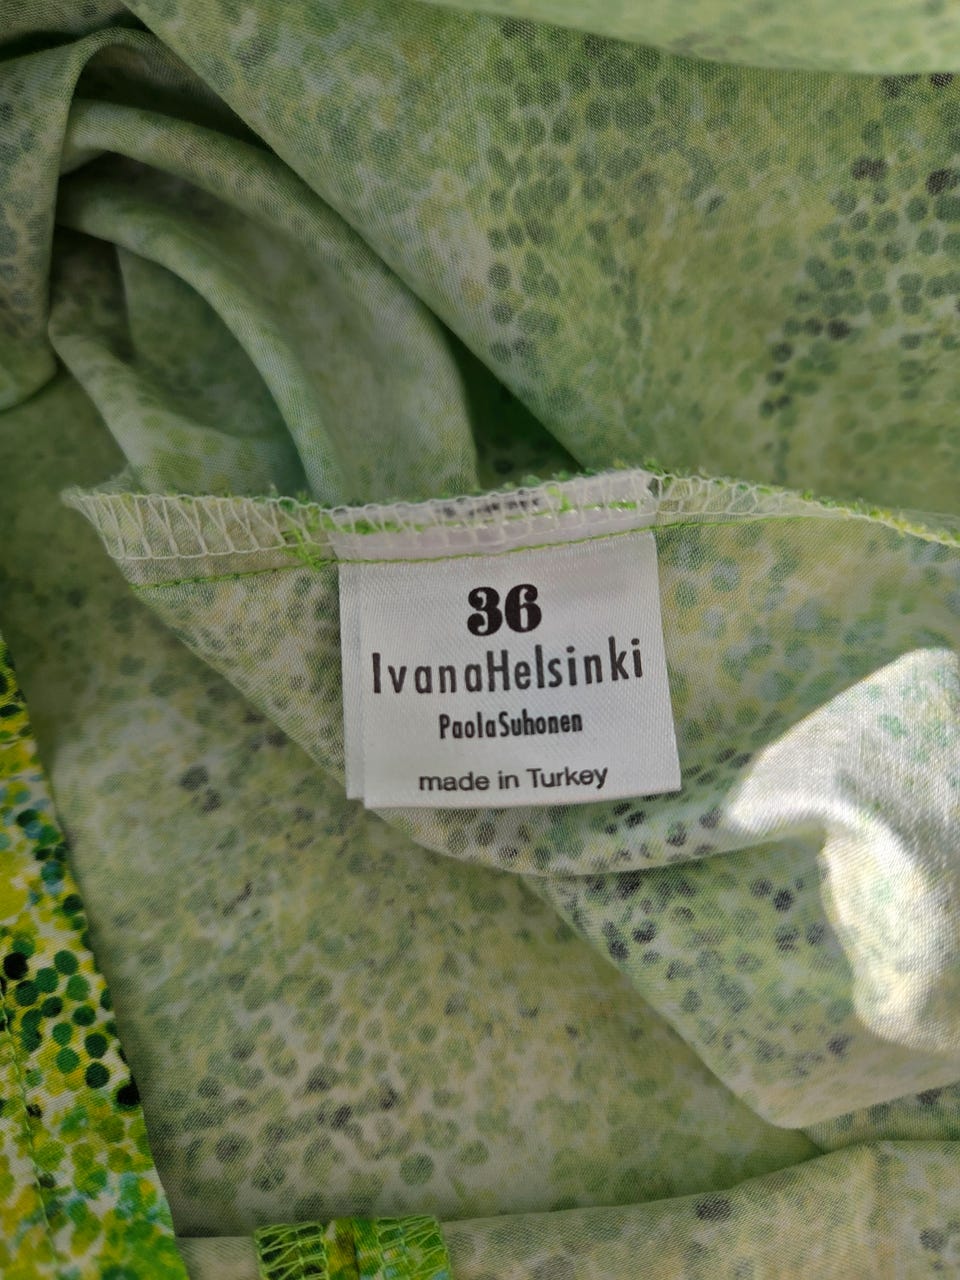 36
IvanaHelsinki
PaolaSuhonen
made in Turkey